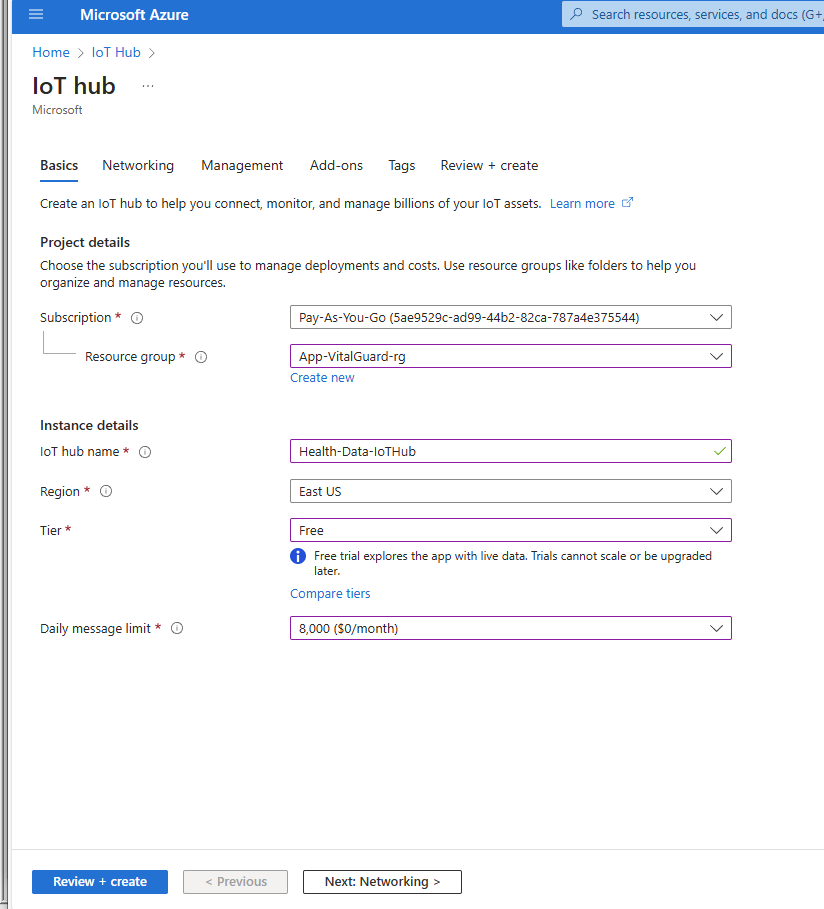 Microsoft Azure
Search resources, services, and docs (G+/
Home > IoT Hub >
IoT hub ...
Microsoft
Basics Networking Management Add-ons Tags Review + create
Create an IoT hub to help you connect, monitor, and manage billions of your IoT assets. Learn more
Project details
Choose the subscription you'll use to manage deployments and costs. Use resource groups like folders to help you
organize and manage resources.
Subscription * Pay-As-You-Go (5ae9529c-ad99-44b2-82ca-787a4e375544)
Resource group * App-VitalGuard-rg
Create new
Instance details
IoT hub name * Health-Data-IoTHub
Region * East US
Tier * Free
Free trial explores the app with live data. Trials cannot scale or be upgraded
later.
Compare tiers
Daily message limit * 8,000 ($0/month)
Review + create < Previous Next: Networking >